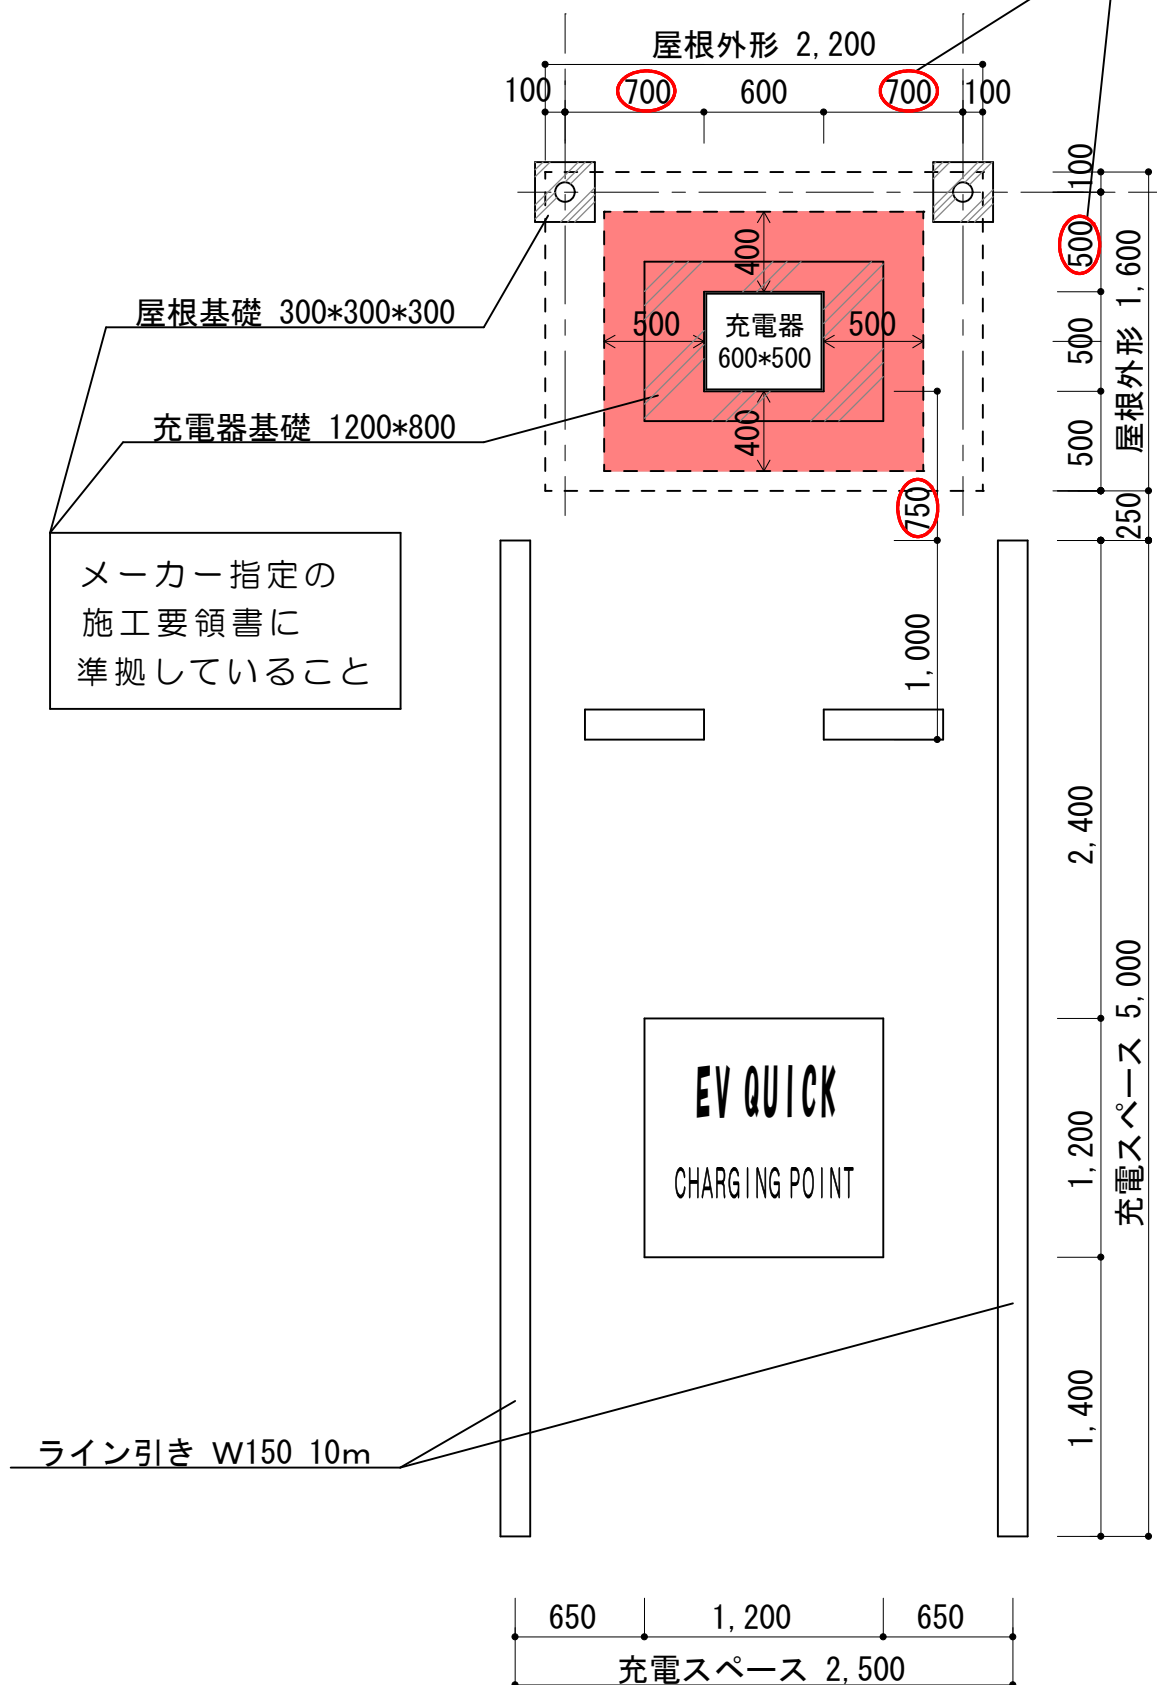 屋根外形 2,200
100 700 600 700 100
100
500
屋根外形 1,600
400
屋根基礎 300*300*300
500 充電器 500
600*500
500
充電器基礎 1200*800
400
500
750
250
メーカー指定の
施工要領書に
準拠していること
1,000
2,400
充電スペース 5,000
EV QUICK
CHARGING POINT
1,200
1,400
ライン引き W150 10m
650 1,200 650
充電スペース 2,500